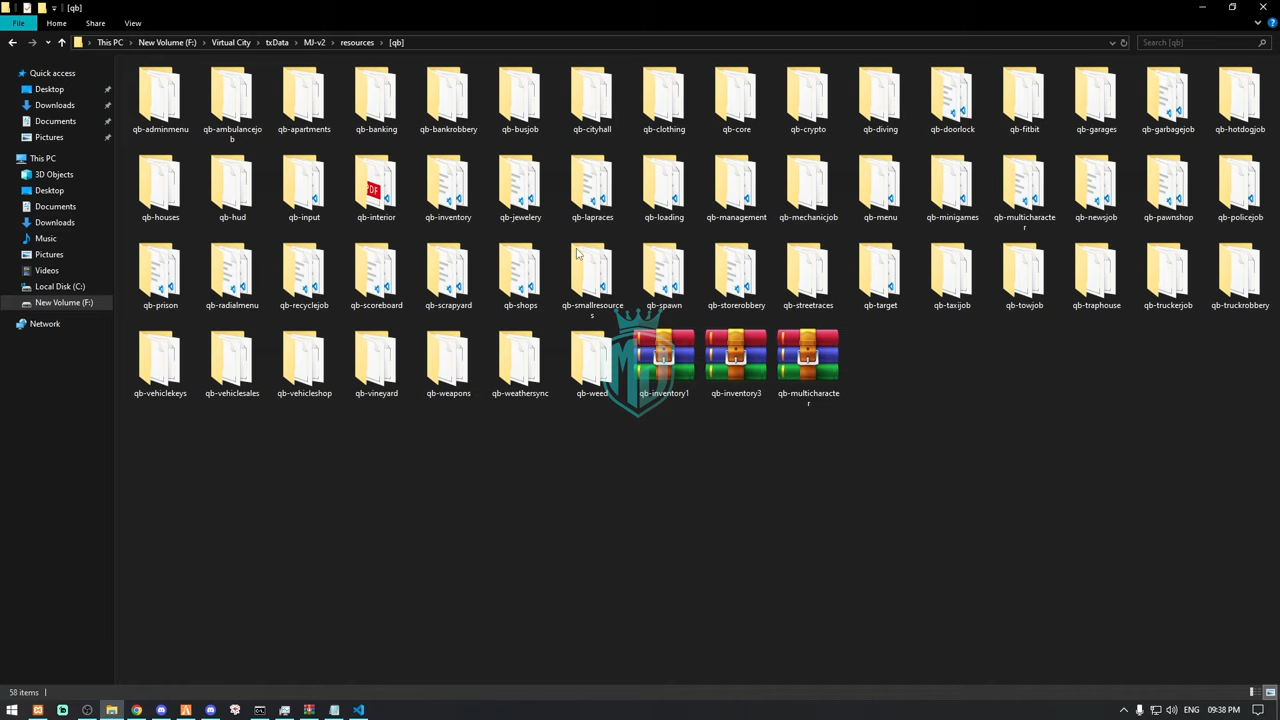 [qb]
File Home Share View
This PC New Volume (F:) Virtual City txData MJ-v2 resources [qb] Search [qb]
Quick access
Desktop
Downloads
Documents
Pictures
This PC
3D Objects
Desktop
Documents
Downloads
Music
Pictures
Videos
Local Disk (C:)
New Volume (F:)
Network
qb-adminmenu qb-ambulancejo qb-apartments qb-banking qb-bankrobbery qb-busjob qb-cityhall qb-clothing qb-core qb-crypto qb-diving qb-doorlock qb-fitbit qb-garages qb-garbagejob qb-hotdogjob
b
qb-houses qb-hud qb-input qb-interior qb-inventory qb-jewelery qb-lapraces qb-loading qb-management qb-mechanicjob qb-menu qb-minigames qb-multicharacte qb-newsjob qb-pawnshop qb-policejob
r
PDF
qb-prison qb-radialmenu qb-recyclejob qb-scoreboard qb-scrapyard qb-shops qb-smallresource qb-spawn qb-storerobbery qb-streetraces qb-target qb-taxijob qb-towjob qb-traphouse qb-truckerjob qb-truckrobbery
s
qb-vehiclekeys qb-vehiclesales qb-vehicleshop qb-vineyard qb-weapons qb-weathersync qb-weed qb-inventory1 qb-inventory3 qb-multicharacte
r
58 items
ENG 09:38 PM